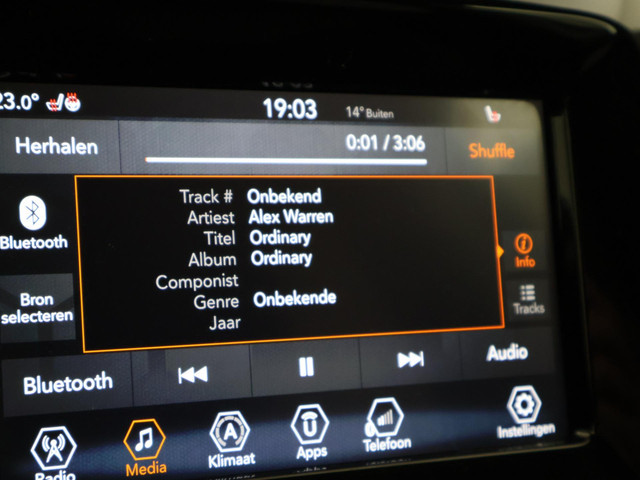 23.0°
19:03
14° Buiten
Herhalen
0:01 / 3:06
Shuffle
Bluetooth
Track # Onbekend
Artiest Alex Warren
Titel Ordinary
Album Ordinary
Componist
Genre Onbekende
Jaar
Info
Bron
selecteren
Tracks
Bluetooth
Audio
Radio
Media
A
Klimaat
Apps
Telefoon
Instellingen